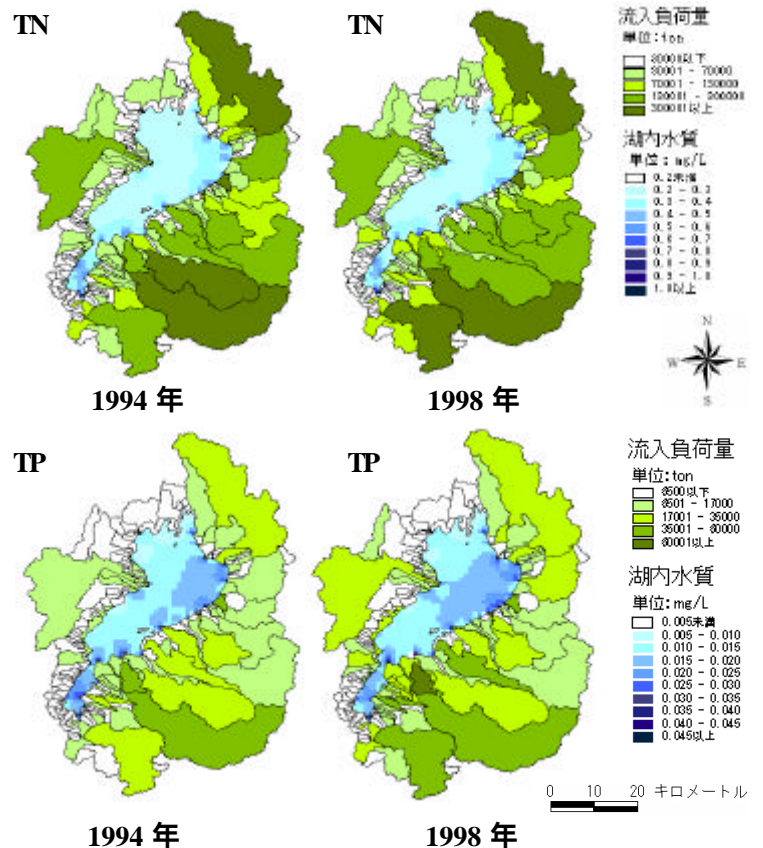 TN
TN
流入負荷量
単位:ton
30000以下
30001 - 70000
300001以上
湖内水質
単位: mg/L
0.2未満
0.2 - 0.3
0.3 - 0.4
0.4 - 0.5
0.5 - 0.6
0.6 - 0.7
0.7 - 0.8
0.8 - 0.9
0.9 - 1.0
1.0以上
N
W
E
S
1994 年
1998 年
TP
TP
流入負荷量
単位:ton
8500以下
8501 - 17000
17001 - 35000
35001 - 60000
60001以上
湖内水質
単位: mg/L
0.005未満
0.005 - 0.010
0.010 - 0.015
0.015 - 0.020
0.020 - 0.025
0.025 - 0.030
0.030 - 0.035
0.035 - 0.040
0.040 - 0.045
0.045以上
0 10 20 キロメートル
1994 年
1998 年